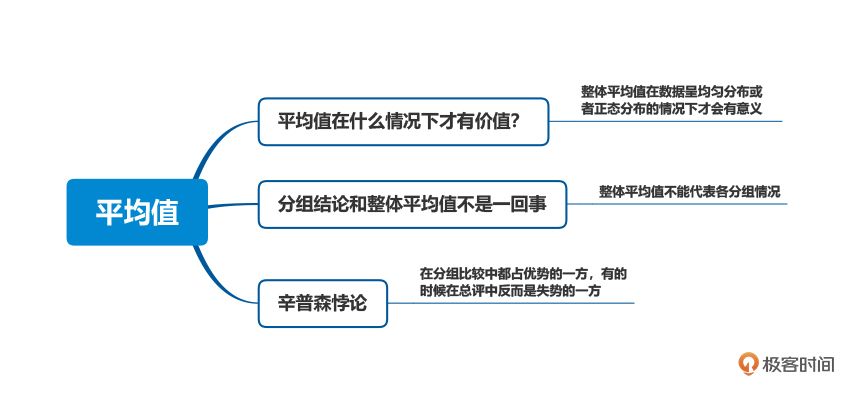 平均值
平均值在什么情况下才有价值？
整体平均值在数据呈均匀分布或
者正态分布的情况下才会有意义
分组结论和整体平均值不是一回事
整体平均值不能代表各分组情况
辛普森悖论
在分组比较中都占优势的一方，有的
时候在总评中反而是失势的一方
极客时间